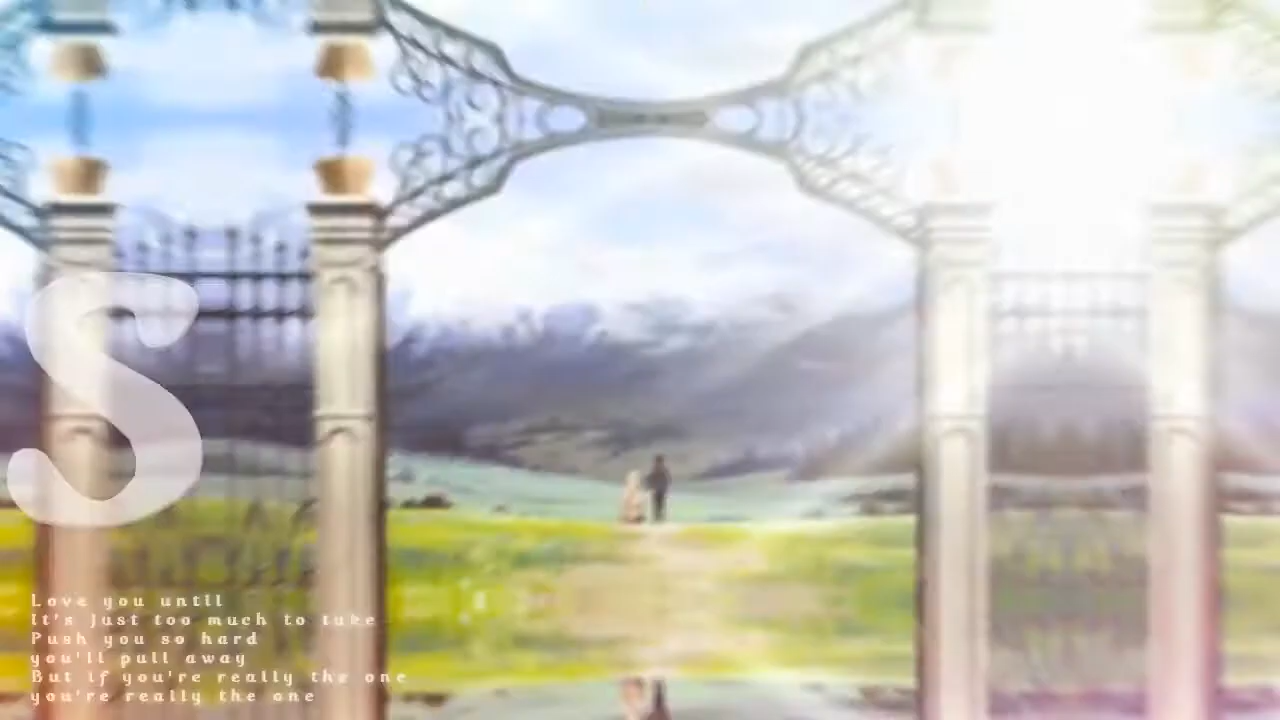 S
Love you until
It's just too much to take
Push you so hard
you'll pull away
But if you're really the one
you're really the one